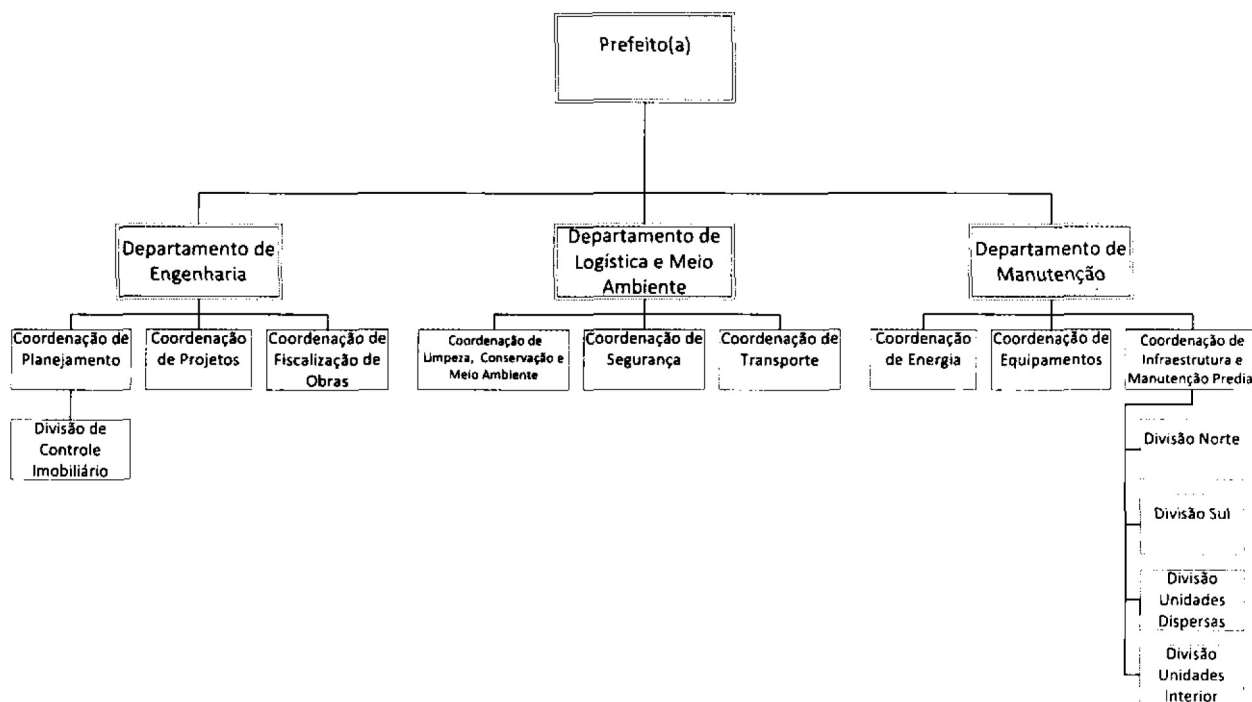 Prefeito(a)
Departamento de
Engenharia
Departamento de
Logística e Meio
Ambiente
Departamento de
Manutenção
Coordenação de
Planejamento
Coordenação
de Projetos
Coordenação de
Fiscalização de
Obras
Coordenação de
Limpeza, Conservação e
Meio Ambiente
Coordenação de
Segurança
Coordenação de
Transporte
Coordenação
de Energia
Coordenação de
Equipamentos
Coordenação de
Infraestrutura e
Manutenção Predia
Divisão de
Controle
Imobiliário
Divisão Norte
Divisão Sul
Divisão
Unidades
Dispersas
Divisão
Unidades
Interior